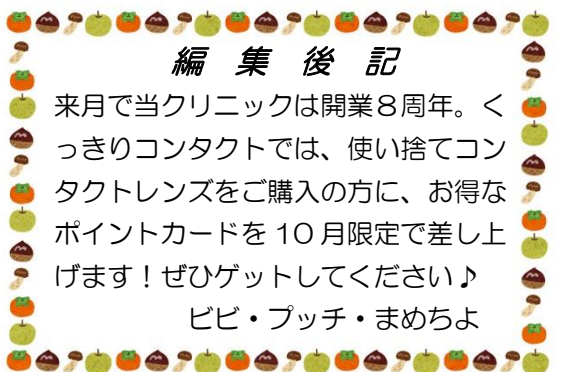 編 集 後 記
来月で当クリニックは開業８周年。く
っきりコンタクトでは、使い捨てコン
タクトレンズをご購入の方に、お得な
ポイントカードを 10 月限定で差し上
げます！ぜひゲットしてください♪
ビビ・プッチ・まめちよ